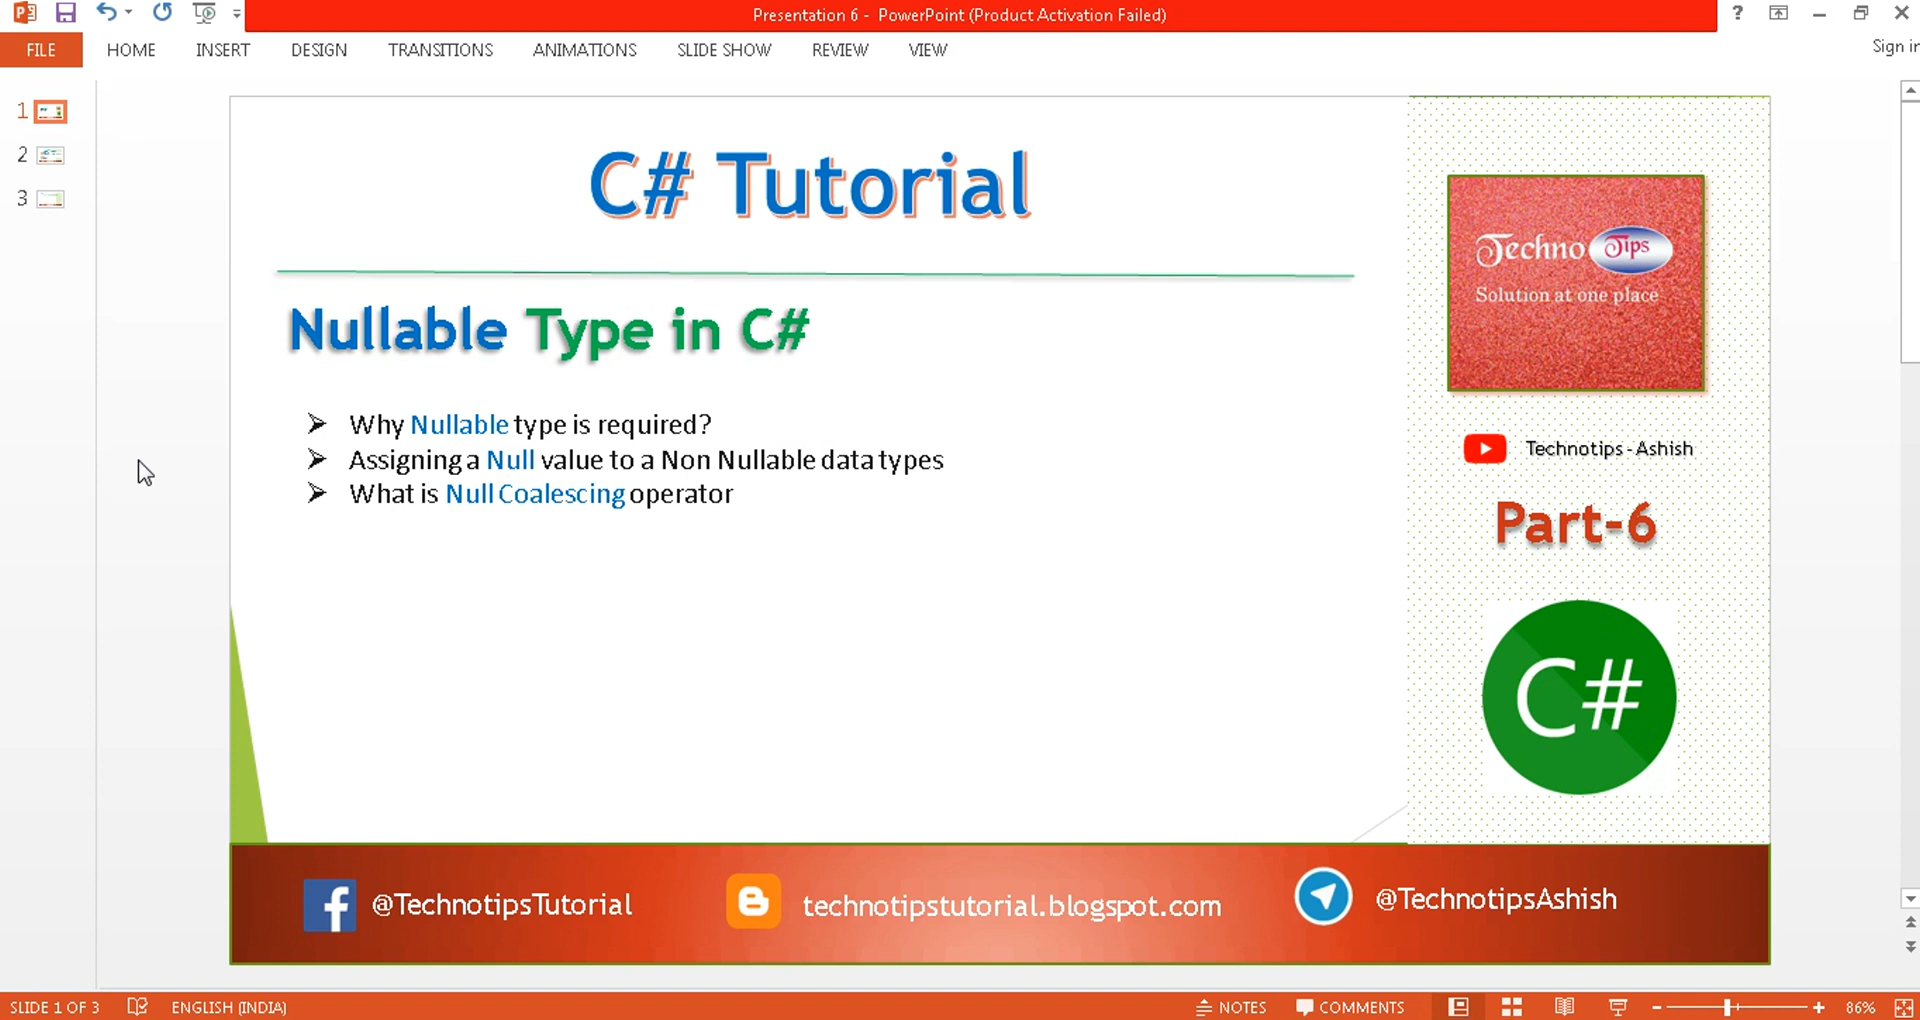 Presentation 6 - PowerPoint (Product Activation Failed)
?
FILE HOME INSERT DESIGN TRANSITIONS ANIMATIONS SLIDE SHOW REVIEW VIEW
Sign in
1
2
3
C# Tutorial
Nullable Type in C#
Why Nullable type is required?
Assigning a Null value to a Non Nullable data types
What is Null Coalescing operator
Techno Tips
Solution at one place
Technotips - Ashish
Part-6
C#
@TechnotipsTutorial
technotipstutorial.blogspot.com
@TechnotipsAshish
SLIDE 1 OF 3 ENGLISH (INDIA) NOTES COMMENTS 86%